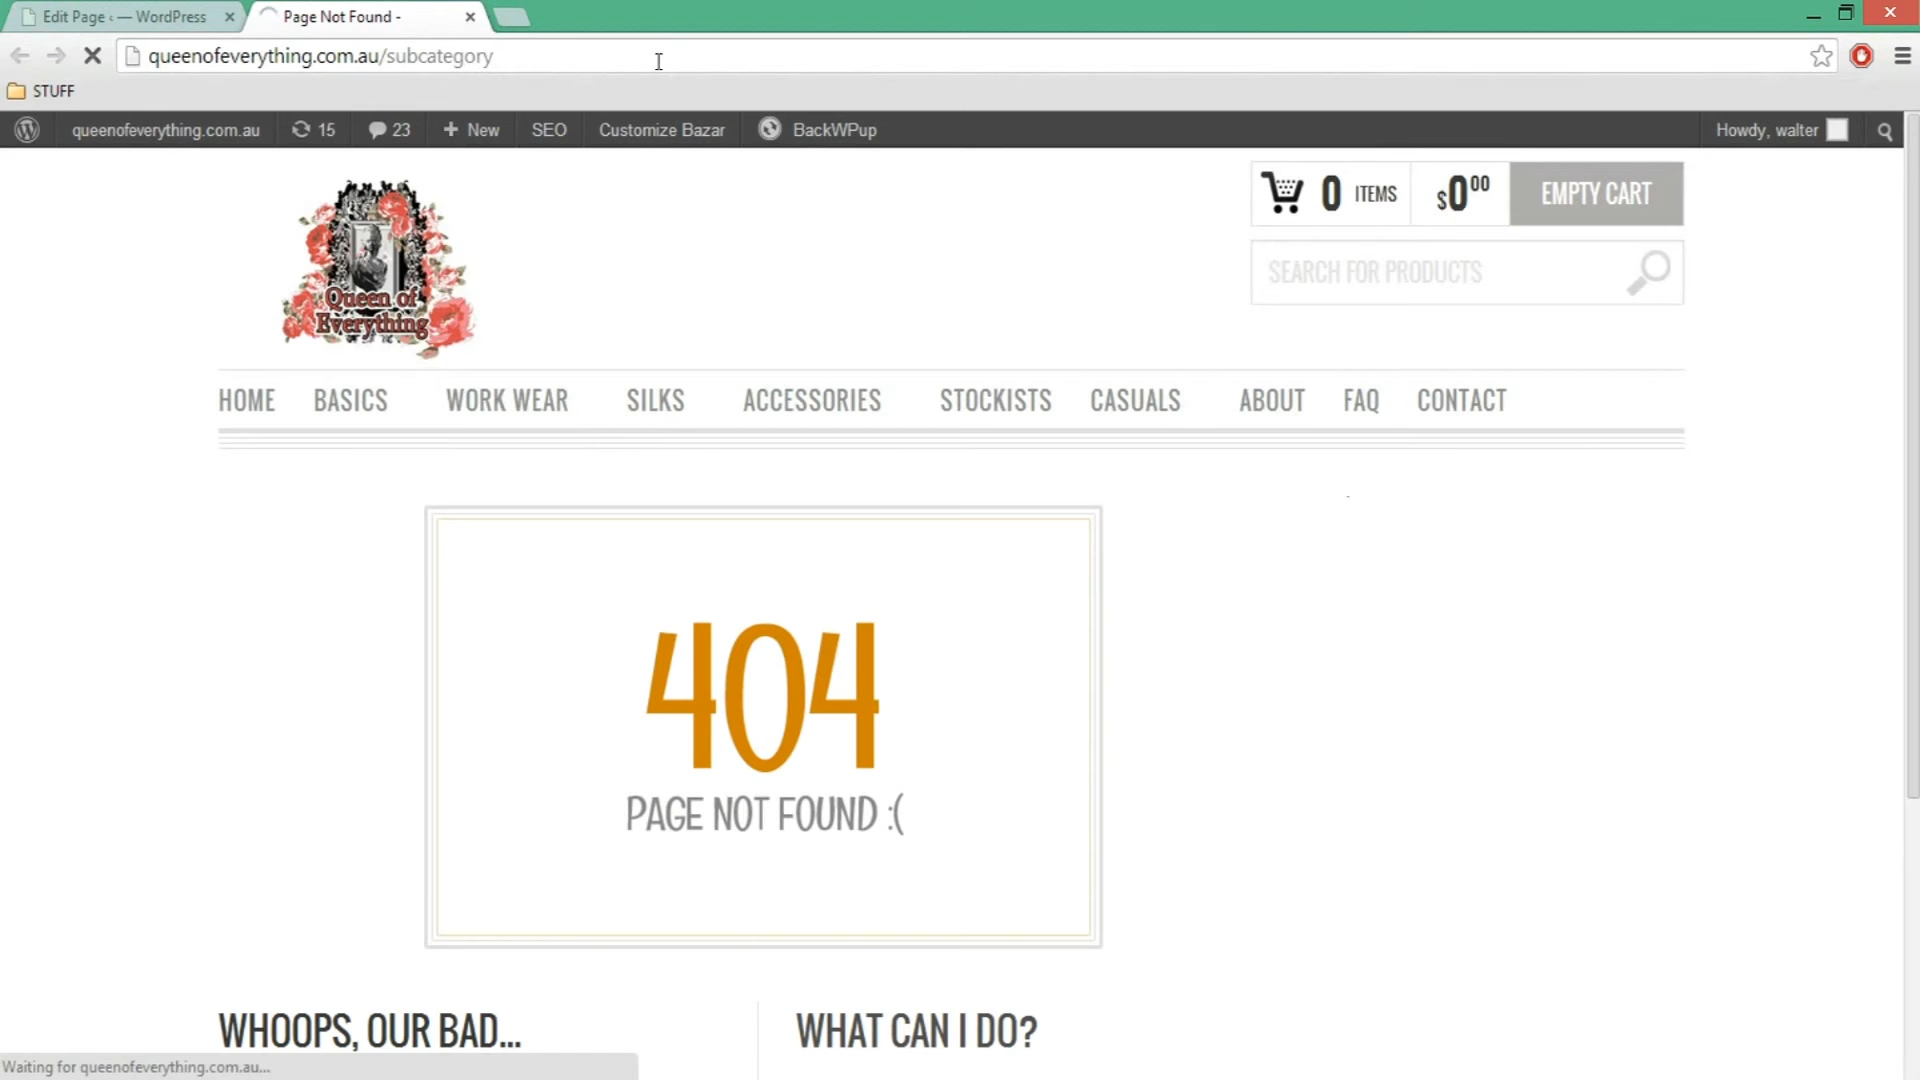 Edit Page ‹ — WordPress
Page Not Found -
queenofeverything.com.au/subcategory
STUFF
queenofeverything.com.au 15 23 + New SEO Customize Bazar BackWPup Howdy, walter
Queen of
Everything
0 ITEMS $0 00 EMPTY CART
SEARCH FOR PRODUCTS
HOME BASICS WORK WEAR SILKS ACCESSORIES STOCKISTS CASUALS ABOUT FAQ CONTACT
404
PAGE NOT FOUND :(
WHOOPS, OUR BAD...
WHAT CAN I DO?
Waiting for queenofeverything.com.au...